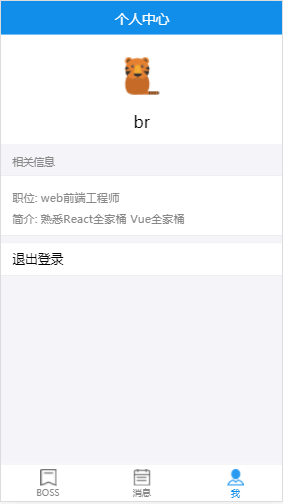 个人中心
br
相关信息
职位: web前端工程师
简介: 熟悉React全家桶 Vue全家桶
退出登录
BOSS
消息
我